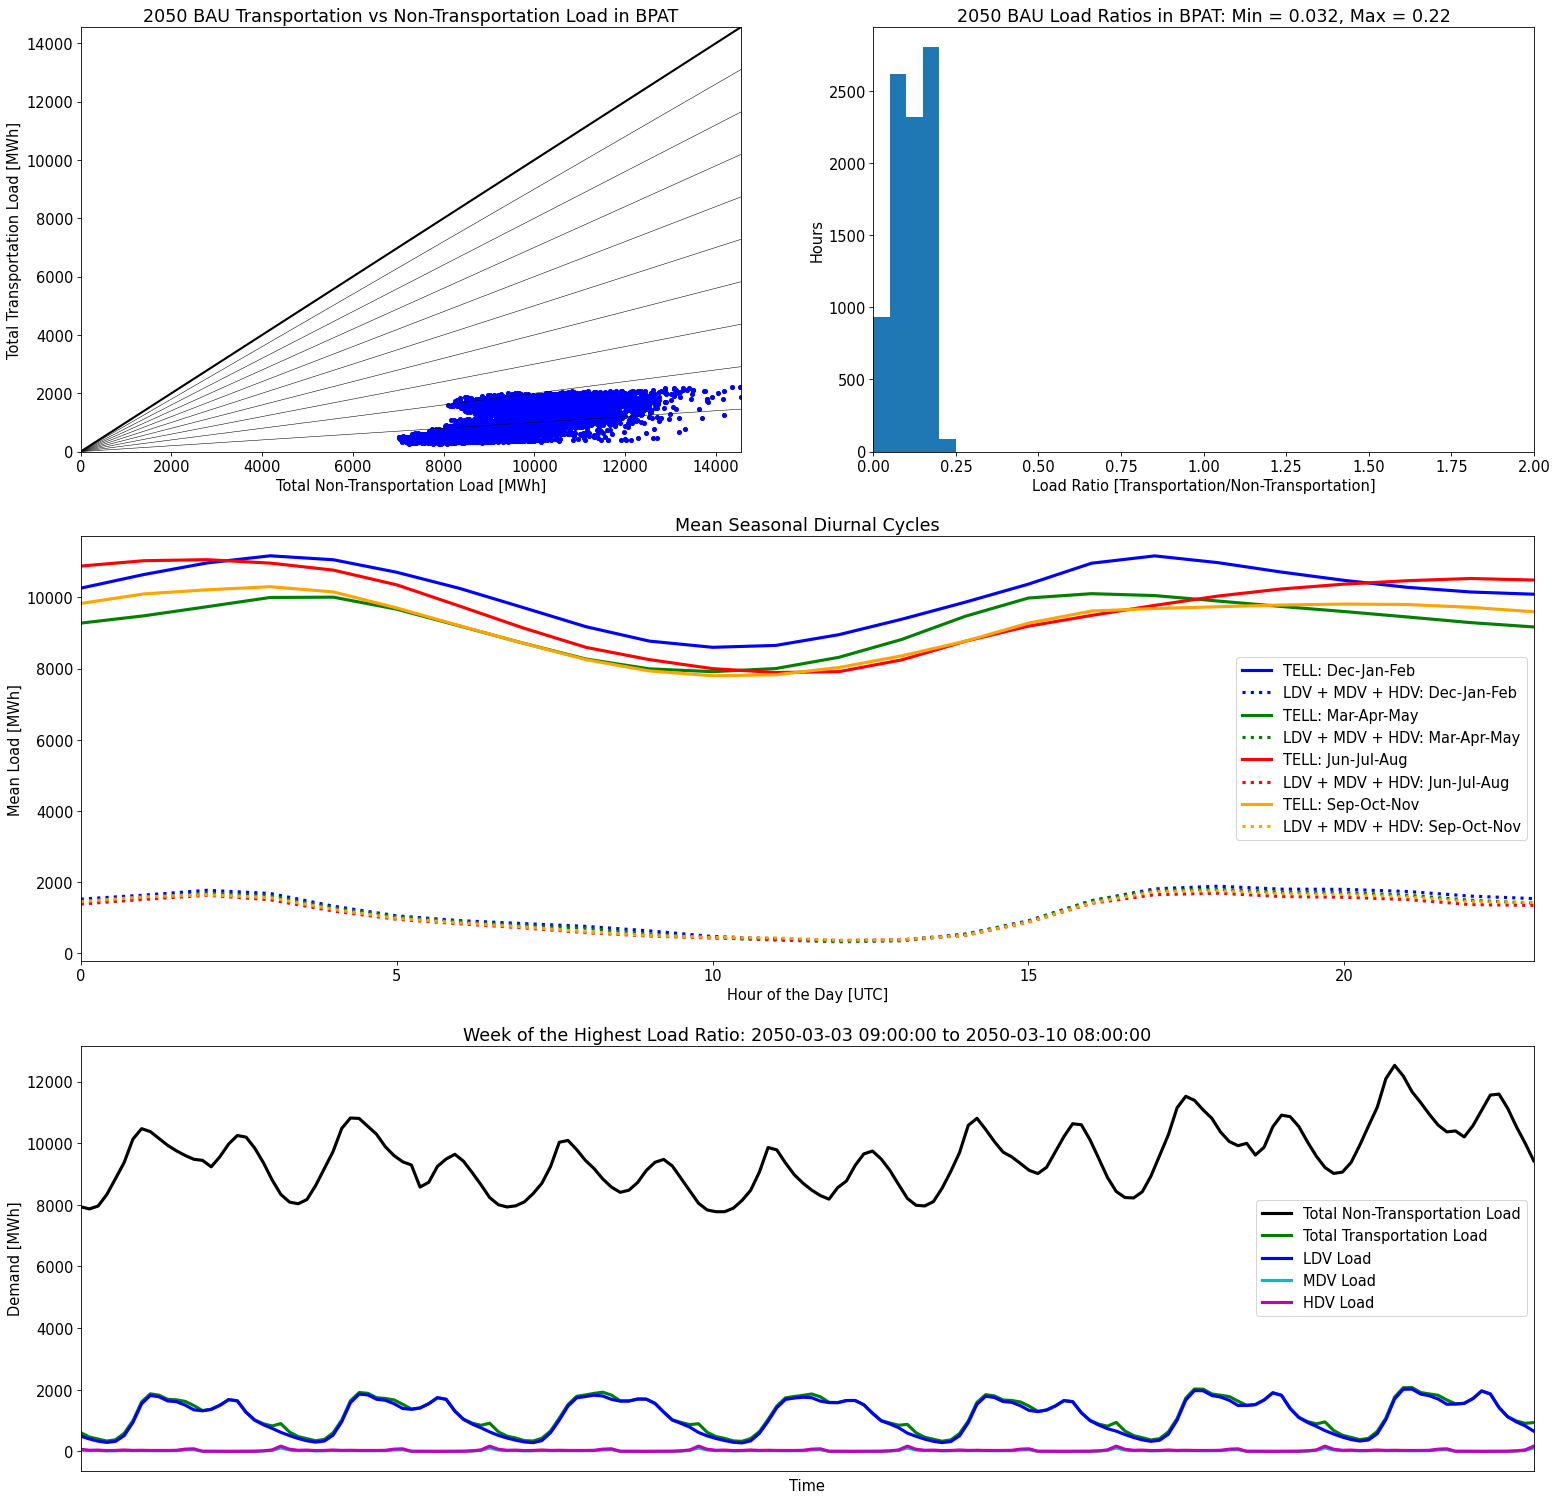 2050 BAU Transportation vs Non-Transportation Load in BPAT
Total Transportation Load [MWh]
14000
12000
10000
8000
6000
4000
2000
0
0 2000 4000 6000 8000 10000 12000 14000
Total Non-Transportation Load [MWh]
2050 BAU Load Ratios in BPAT: Min = 0.032, Max = 0.22
Hours
2500
2000
1500
1000
500
0
0.00 0.25 0.50 0.75 1.00 1.25 1.50 1.75 2.00
Load Ratio [Transportation/Non-Transportation]
Mean Seasonal Diurnal Cycles
Mean Load [MWh]
10000
8000
6000
4000
2000
0
TELL: Dec-Jan-Feb
LDV + MDV + HDV: Dec-Jan-Feb
TELL: Mar-Apr-May
LDV + MDV + HDV: Mar-Apr-May
TELL: Jun-Jul-Aug
LDV + MDV + HDV: Jun-Jul-Aug
TELL: Sep-Oct-Nov
LDV + MDV + HDV: Sep-Oct-Nov
0 5 10 15 20
Hour of the Day [UTC]
Week of the Highest Load Ratio: 2050-03-03 09:00:00 to 2050-03-10 08:00:00
Demand [MWh]
12000
10000
8000
6000
4000
2000
0
Total Non-Transportation Load
Total Transportation Load
LDV Load
MDV Load
HDV Load
Time